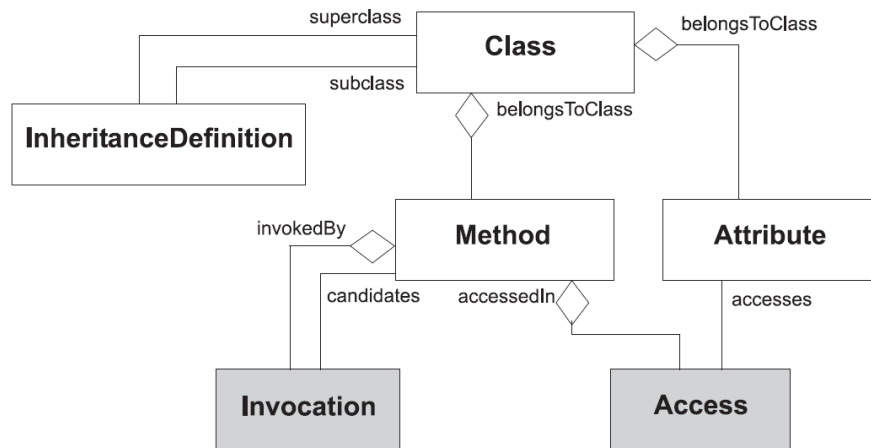 superclass
Class
belongsToClass
subclass
belongsToClass
InheritanceDefinition
invokedBy
Method
Attribute
candidates
accessedIn
accesses
Invocation
Access